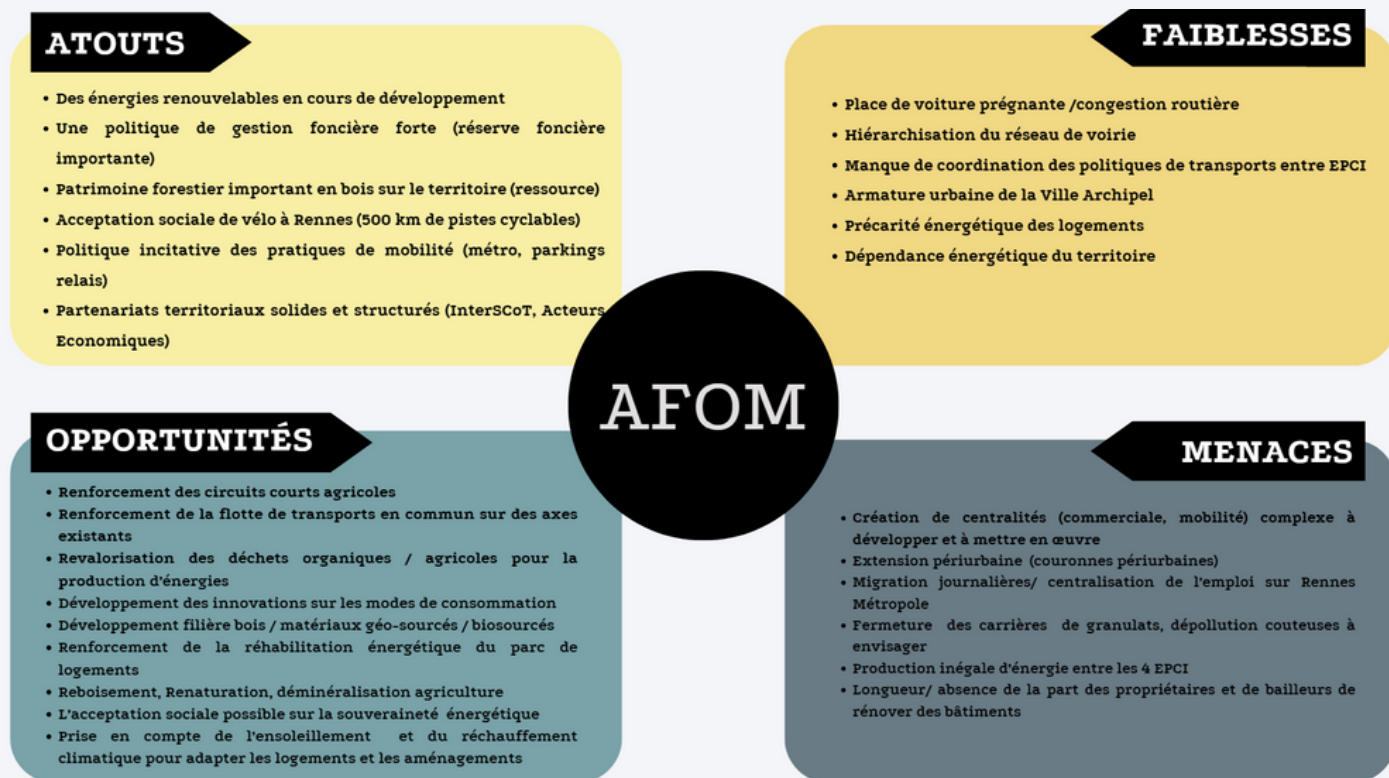 ATOUTS
• Des énergies renouvelables en cours de développement
• Une politique de gestion foncière forte (réserve foncière
importante)
• Patrimoine forestier important en bois sur le territoire (ressource)
• Acceptation sociale de vélo à Rennes (500 km de pistes cyclables)
• Politique incitative des pratiques de mobilité (métro, parkings
relais)
• Partenariats territoriaux solides et structurés (InterSCoT, Acteurs
Economiques)
FAIBLESSES
• Place de voiture prégnante /congestion routière
• Hiérarchisation du réseau de voirie
• Manque de coordination des politiques de transports entre EPCI
• Armature urbaine de la Ville Archipel
• Précarité énergétique des logements
• Dépendance énergétique du territoire
AFOM
OPPORTUNITÉS
• Renforcement des circuits courts agricoles
• Renforcement de la flotte de transports en commun sur des axes
existants
• Revalorisation des déchets organiques / agricoles pour la
production d'énergies
• Développement des innovations sur les modes de consommation
• Développement filière bois / matériaux géo-sourcés / biosourcés
• Renforcement de la réhabilitation énergétique du parc de
logements
• Reboisement, Renaturation, déminéralisation agriculture
• L'acceptation sociale possible sur la souveraineté énergétique
• Prise en compte de l'ensoleillement et du réchauffement
climatique pour adapter les logements et les aménagements
MENACES
• Création de centralités (commerciale, mobilité) complexe à
développer et à mettre en œuvre
• Extension périurbaine (couronnes périurbaines)
• Migration journalières/ centralisation de l'emploi sur Rennes
Métropole
• Fermeture des carrières de granulats, dépollution couteuses à
envisager
• Production inégale d'énergie entre les 4 EPCI
• Longueur/ absence de la part des propriétaires et de bailleurs de
rénover des bâtiments